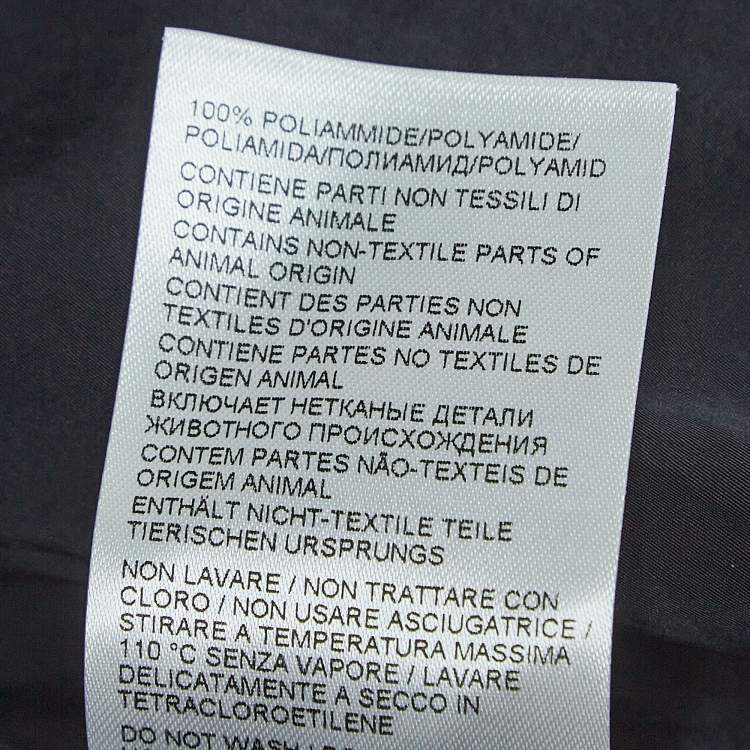 100% POLIAMMIDE/POLYAMIDE/
POLIAMIDA/ПОЛИАМИД/POLYAMID
CONTIENE PARTI NON TESSILI DI
ORIGINE ANIMALE
CONTAINS NON-TEXTILE PARTS OF
ANIMAL ORIGIN
CONTIENT DES PARTIES NON
TEXTILES D'ORIGINE ANIMALE
CONTIENE PARTES NO TEXTILES DE
ORIGEN ANIMAL
ВКЛЮЧАЕТ НЕТКАНЫЕ ДЕТАЛИ
ЖИВОТНОГО ПРОИСХОЖДЕНИЯ
CONTEM PARTES NÃO-TEXTEIS DE
ORIGEM ANIMAL
ENTHÄLT NICHT-TEXTILE TEILE
TIERISCHEN URSPRUNGS
NON LAVARE / NON TRATTARE CON
CLORO / NON USARE ASCIUGATRICE /
STIRARE A TEMPERATURA MASSIMA
110 °C SENZA VAPORE / LAVARE
DELICATAMENTE A SECCO IN
TETRACLOROETILENE
DO NOT WASH /